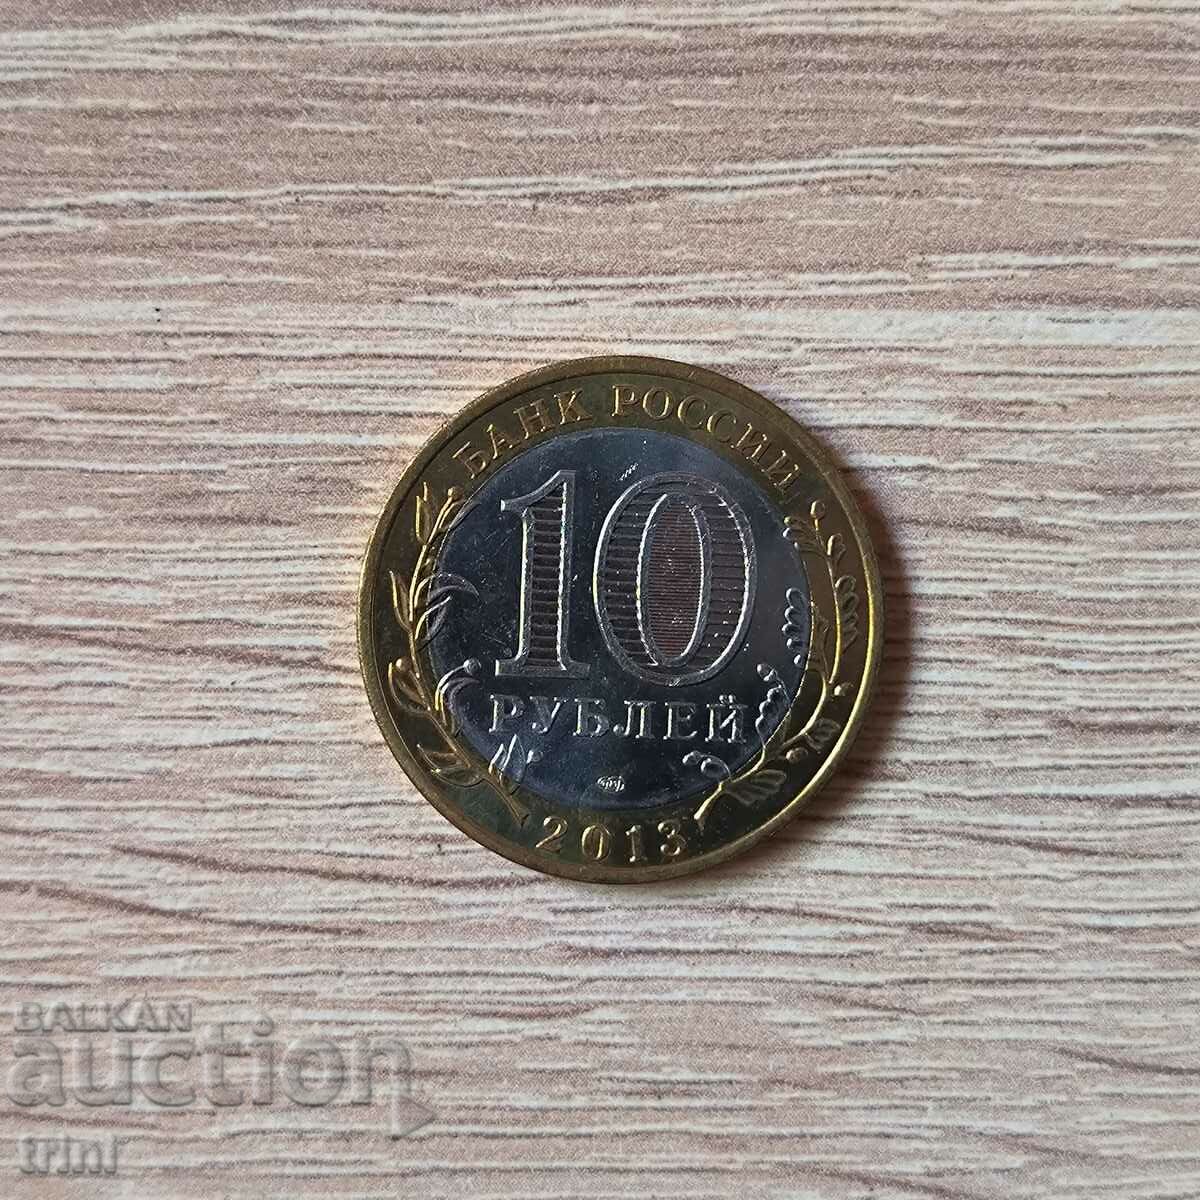 БАНК РОССИИ
10
РУБЛЕЙ
2013
BALKAN
auction
trini